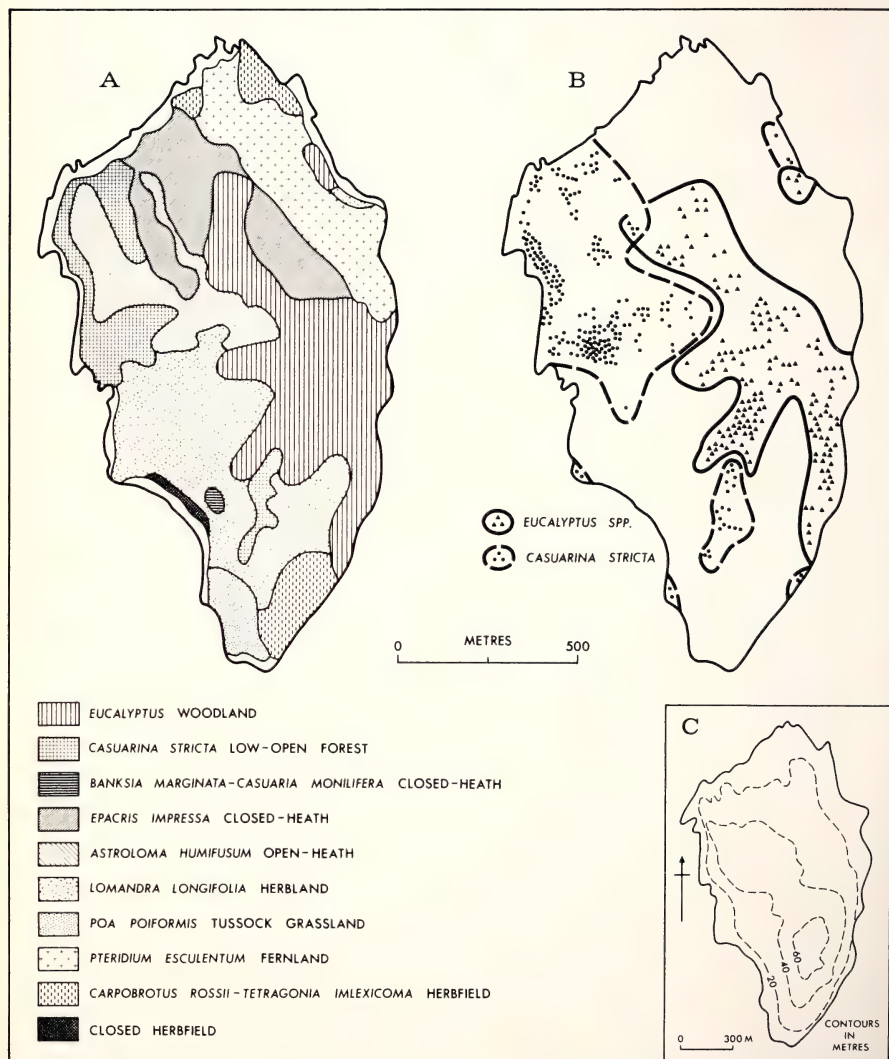 A
B
EUCALYPTUS SPP.
CASUARINA STRICTA
METRES
0 500
EUCALYPTUS WOODLAND
CASUARINA STRICTA LOW-OPEN FOREST
BANKSIA MARGINATA-CASUARIA MONILIFERA CLOSED-HEATH
EPACRIS IMPRESSA CLOSED-HEATH
ASTROLOMA HUMIFUSUM OPEN-HEATH
LOMANDRA LONGIFOLIA HERBLAND
POA POIFORMIS TUSSOCK GRASSLAND
PTERIDIUM ESCULENTUM FERNLAND
CARPOBROTUS ROSSII-TETRAGONIA IMLEXICOMA HERBFIELD
CLOSED HERBFIELD
C
60
40
20
0 300 M
CONTOURS
IN
METRES